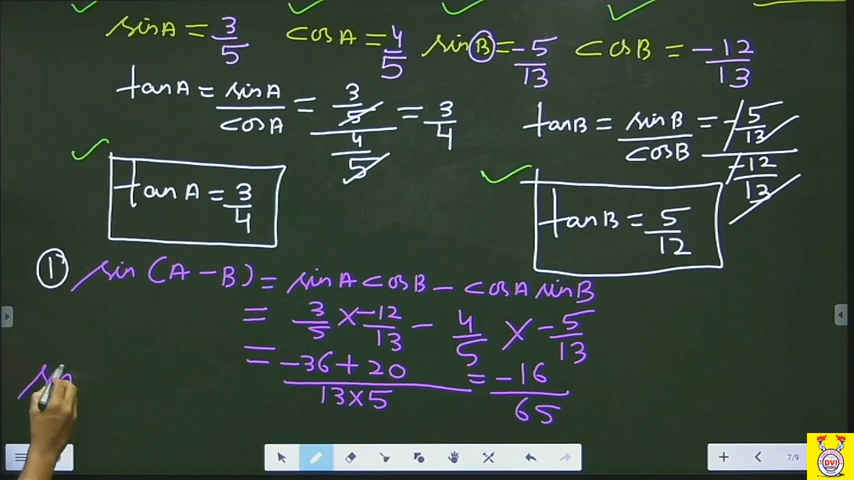 sinA = 3/5 cosA = 4/5 sinB = -5/13 cosB = -12/13
tanA = sinA/cosA = (3/5)/(4/5) = 3/4 tanB = sinB/cosB = (-5/13)/(-12/13)
tanA = 3/4 tanB = 5/12
① sin(A-B) = sinA cosB - cosA sinB
= 3/5 × -12/13 - 4/5 × -5/13
= (-36+20)/(13×5) = -16/65
7/9
DVI